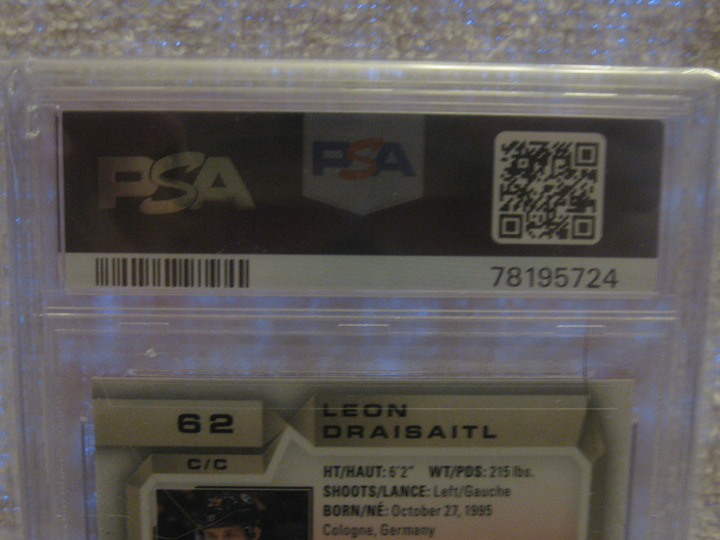 PSA
PSA
78195724
62
LEON
DRAISAITL
C/C
HT/HAUT: 6'2" WT/PDS: 215 lbs.
SHOOTS/LANCE: Left/Gauche
BORN/NÉ: October 27, 1995
Cologne, Germany